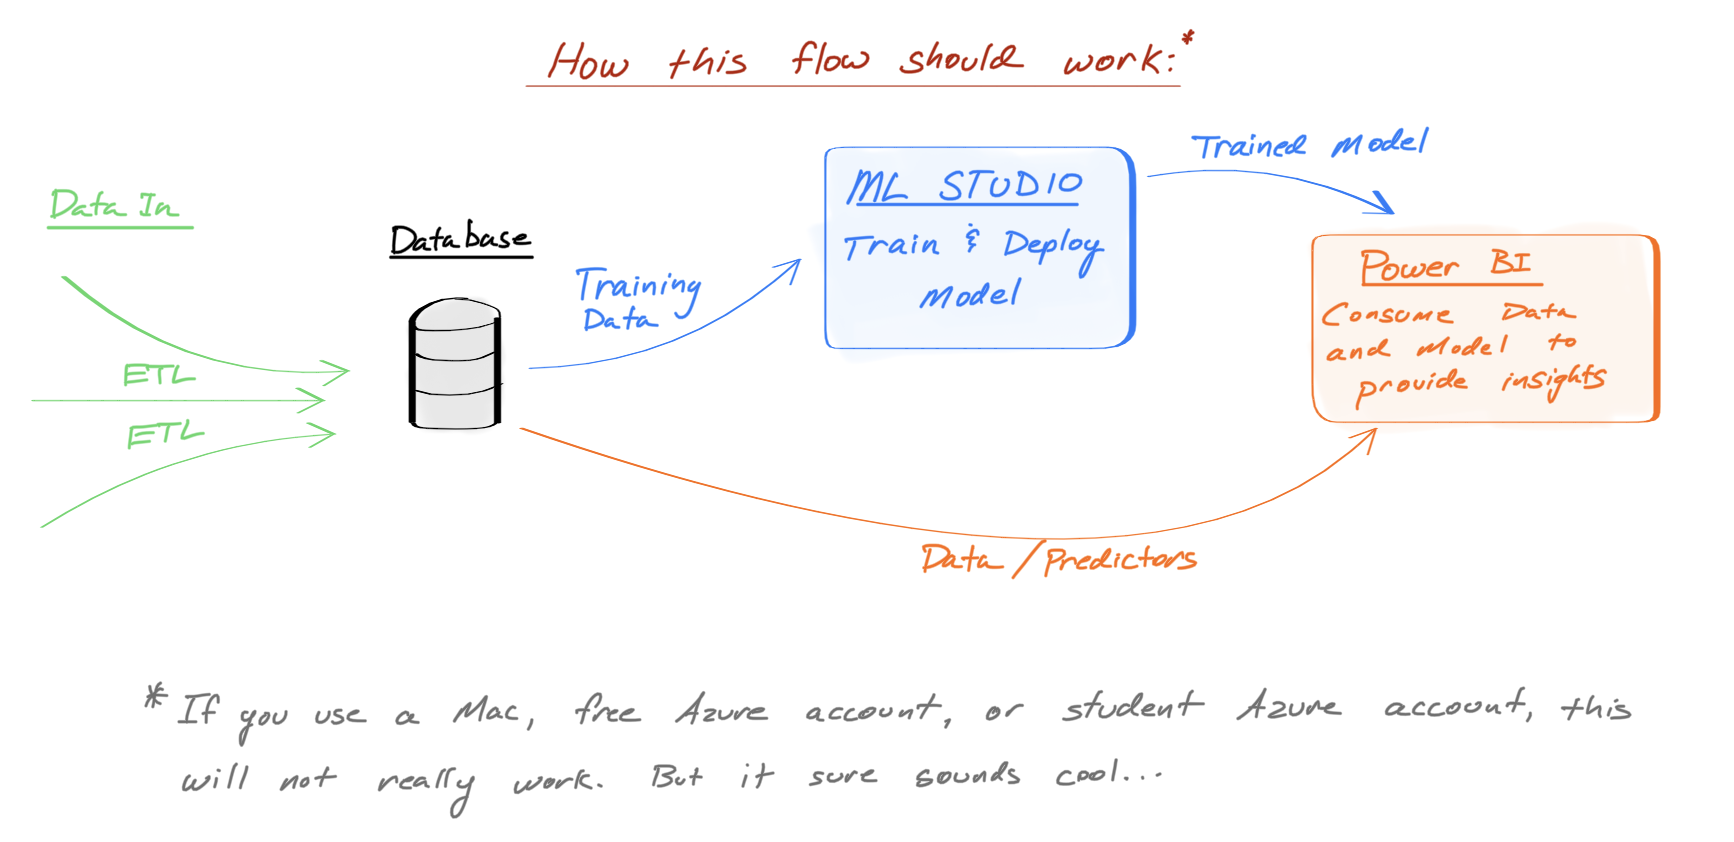 How this flow should work:*
Data In
ETL
ETL
Database
Training
Data
ML STUDIO
Train & Deploy
Model
Trained Model
Power BI
Consume Data
and Model to
provide insights
Data/Predictors
* If you use a Mac, free Azure account, or student Azure account, this
will not really work. But it sure sounds cool...